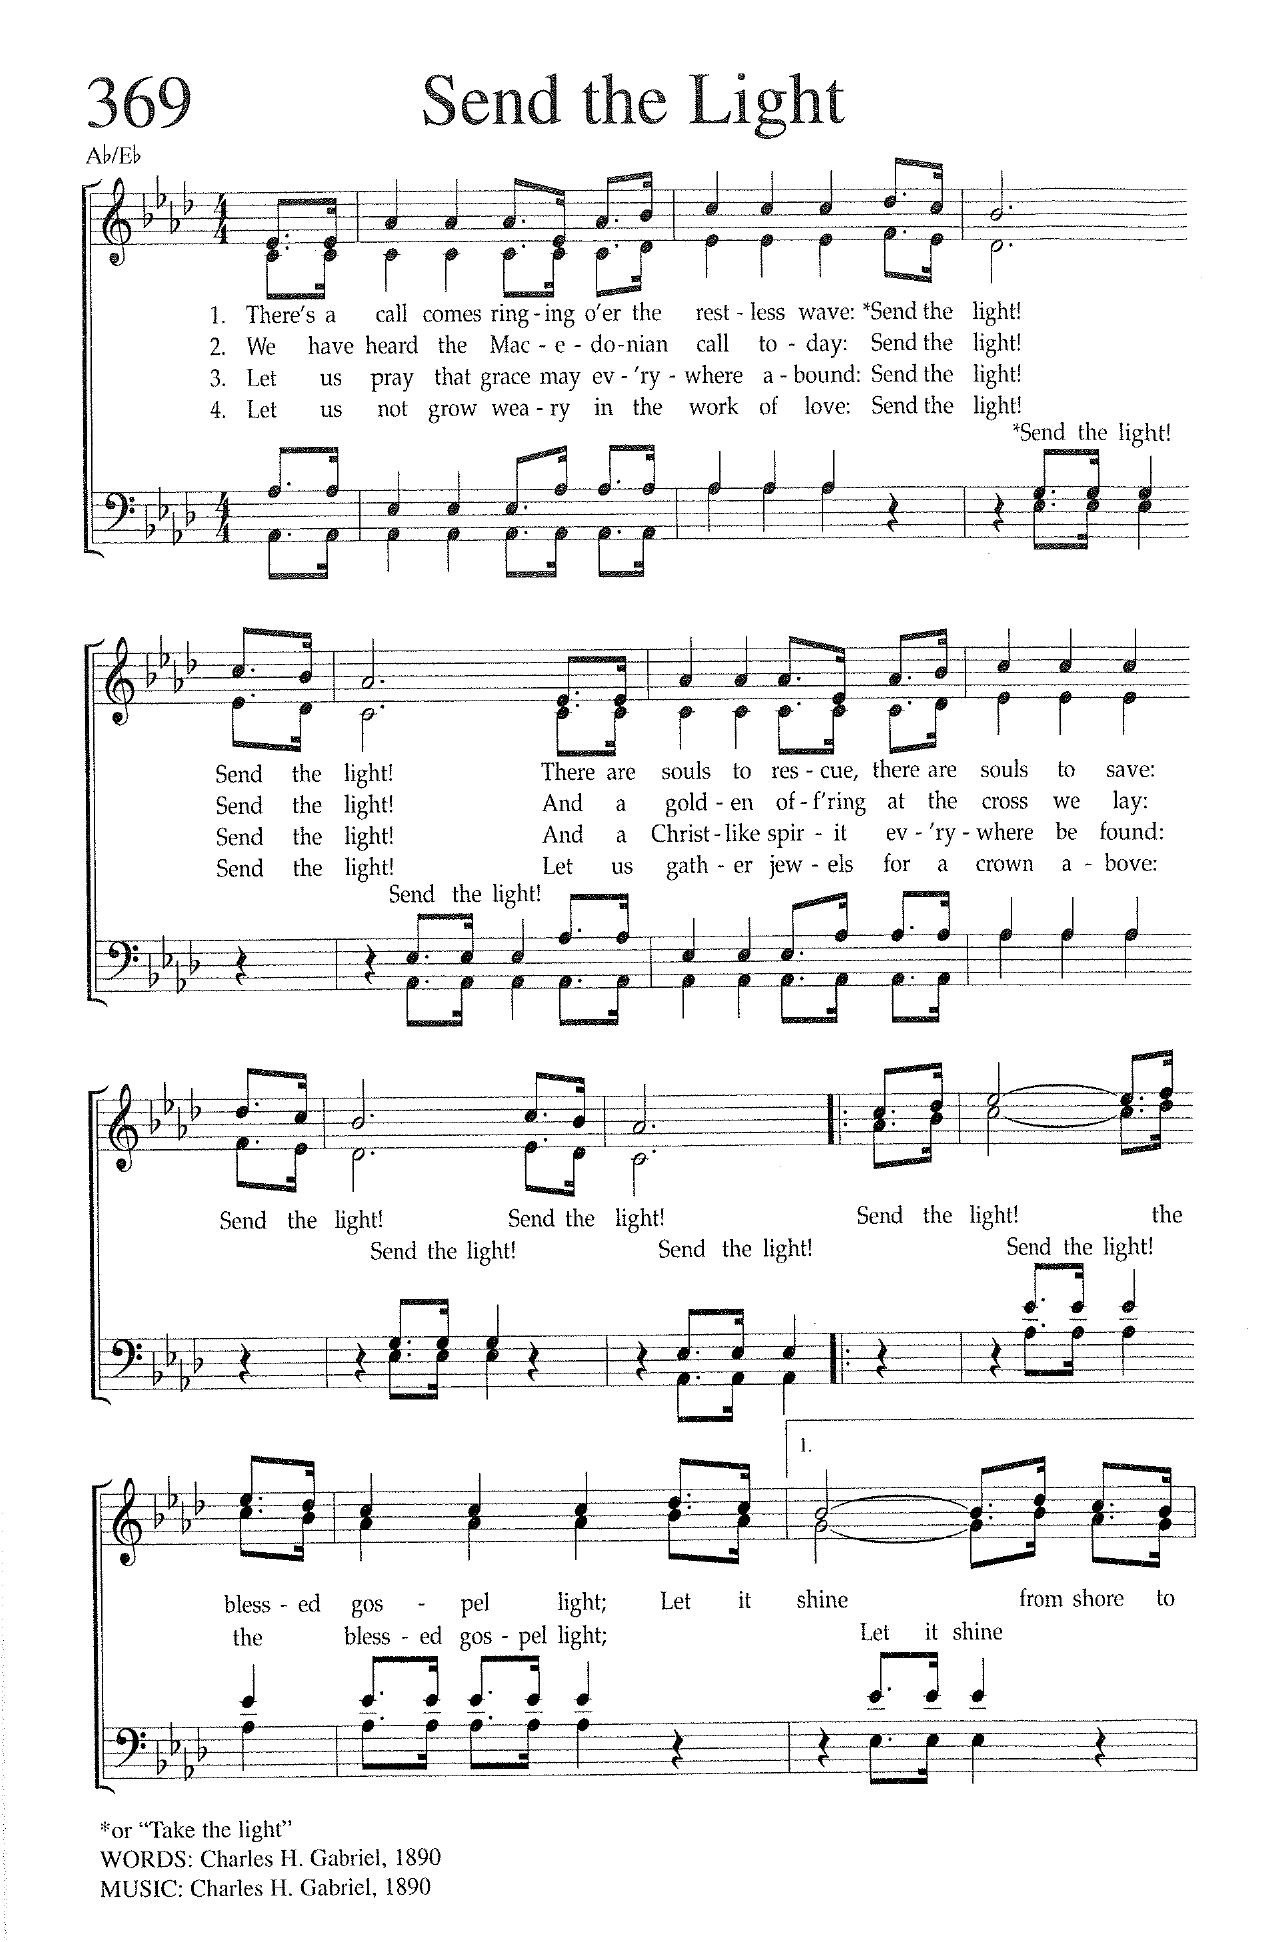 369 Send the Light
A♭/E♭
1. There's a call comes ring - ing o'er the rest - less wave: *Send the light!
2. We have heard the Mac - e - do - nian call to - day: Send the light!
3. Let us pray that grace may ev - 'ry - where a - bound: Send the light!
4. Let us not grow wea - ry in the work of love: Send the light!
*Send the light!
Send the light! There are souls to res - cue, there are souls to save:
Send the light! And a gold - en of - f'ring at the cross we lay:
Send the light! And a Christ - like spir - it ev - 'ry - where be found:
Send the light! Let us gath - er jew - els for a crown a - bove:
Send the light!
Send the light! Send the light! Send the light! the
Send the light! Send the light! Send the light!
1.
bless - ed gos - pel light; Let it shine from shore to
the bless - ed gos - pel light; Let it shine
*or “Take the light”
WORDS: Charles H. Gabriel, 1890
MUSIC: Charles H. Gabriel, 1890